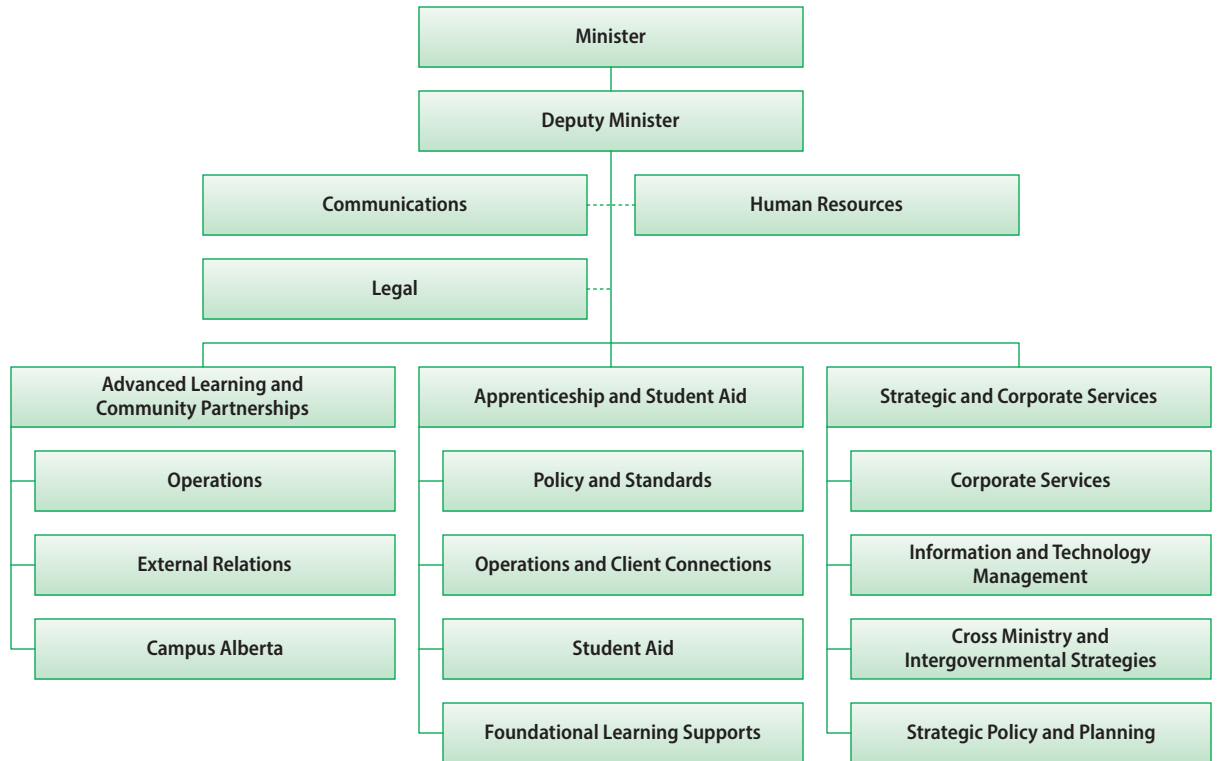 Minister
Deputy Minister
Communications
Human Resources
Legal
Advanced Learning and
Community Partnerships
Operations
External Relations
Campus Alberta
Apprenticeship and Student Aid
Policy and Standards
Operations and Client Connections
Student Aid
Foundational Learning Supports
Strategic and Corporate Services
Corporate Services
Information and Technology
Management
Cross Ministry and
Intergovernmental Strategies
Strategic Policy and Planning